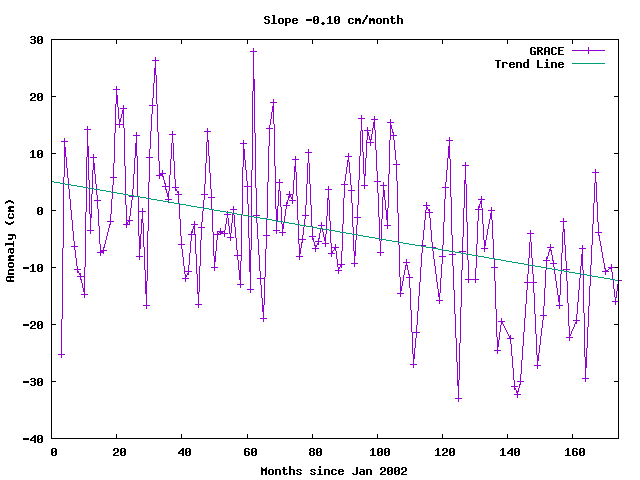 Slope -0.10 cm/month
GRACE
Trend Line
30
20
10
0
-10
-20
-30
-40
Anomaly (cm)
0 20 40 60 80 100 120 140 160
Months since Jan 2002